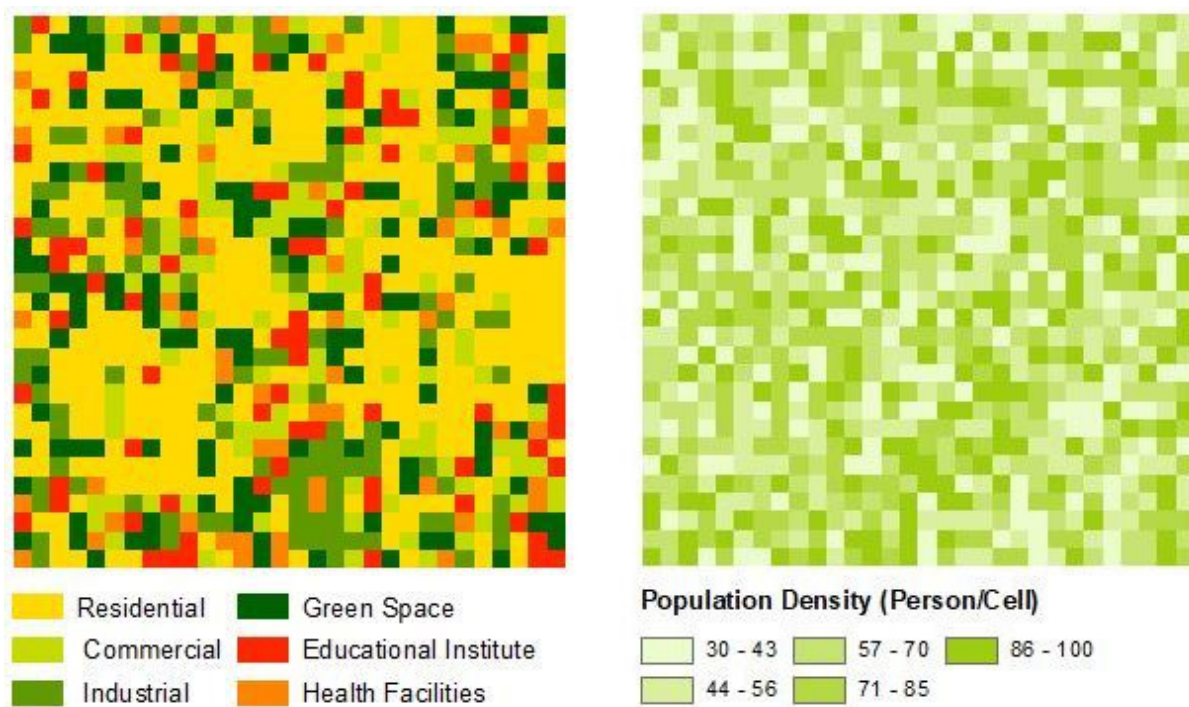 Residential
Green Space
Commercial
Educational Institute
Industrial
Health Facilities
Population Density (Person/Cell)
30 - 43
57 - 70
86 - 100
44 - 56
71 - 85